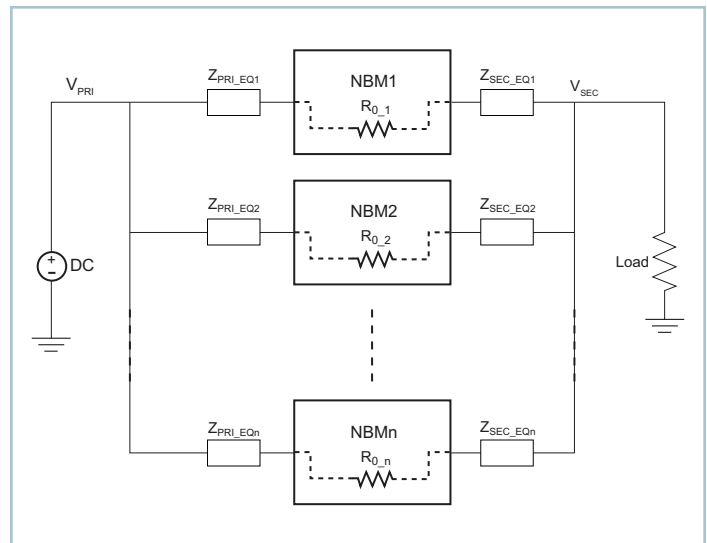 V_PRI
Z_PRI_EQ1
NBM1
R_0_1
Z_SEC_EQ1
V_SEC
Z_PRI_EQ2
NBM2
R_0_2
Z_SEC_EQ2
+
DC
Load
Z_PRI_EQn
NBMn
R_0_n
Z_SEC_EQn